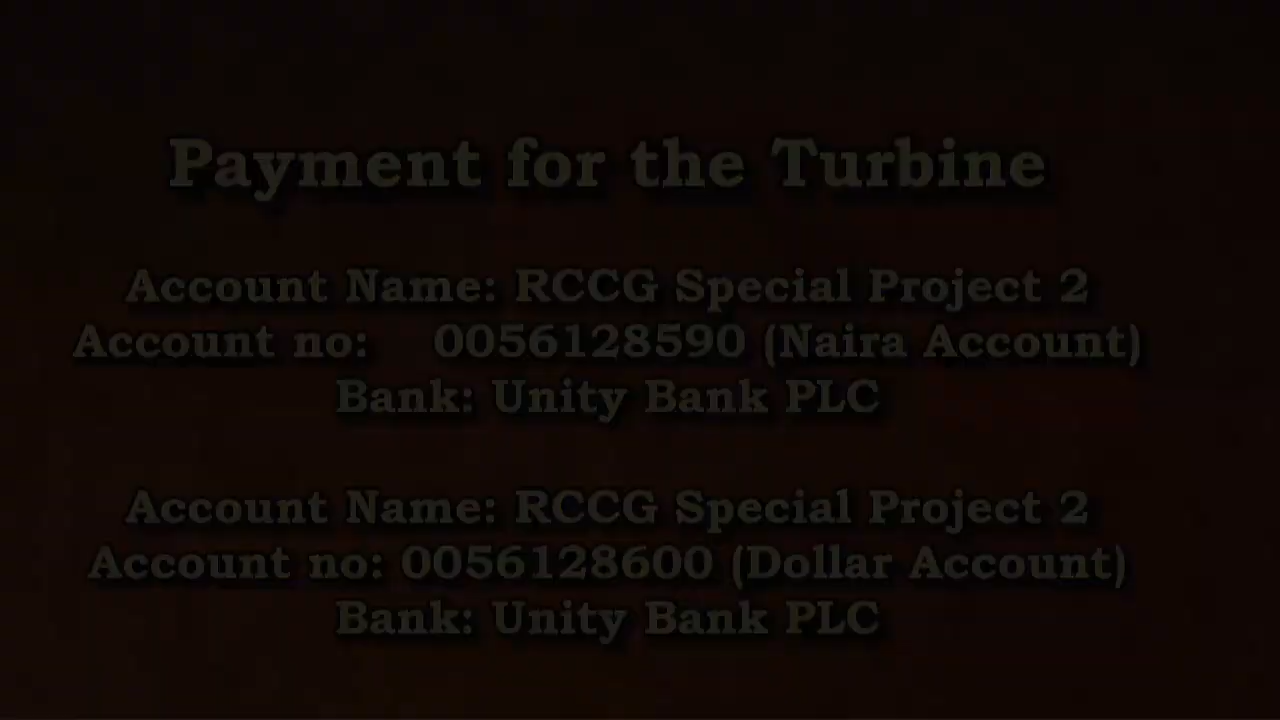 Payment for the Turbine
Account Name: RCCG Special Project 2
Account no: 0056128590 (Naira Account)
Bank: Unity Bank PLC
Account Name: RCCG Special Project 2
Account no: 0056128600 (Dollar Account)
Bank: Unity Bank PLC